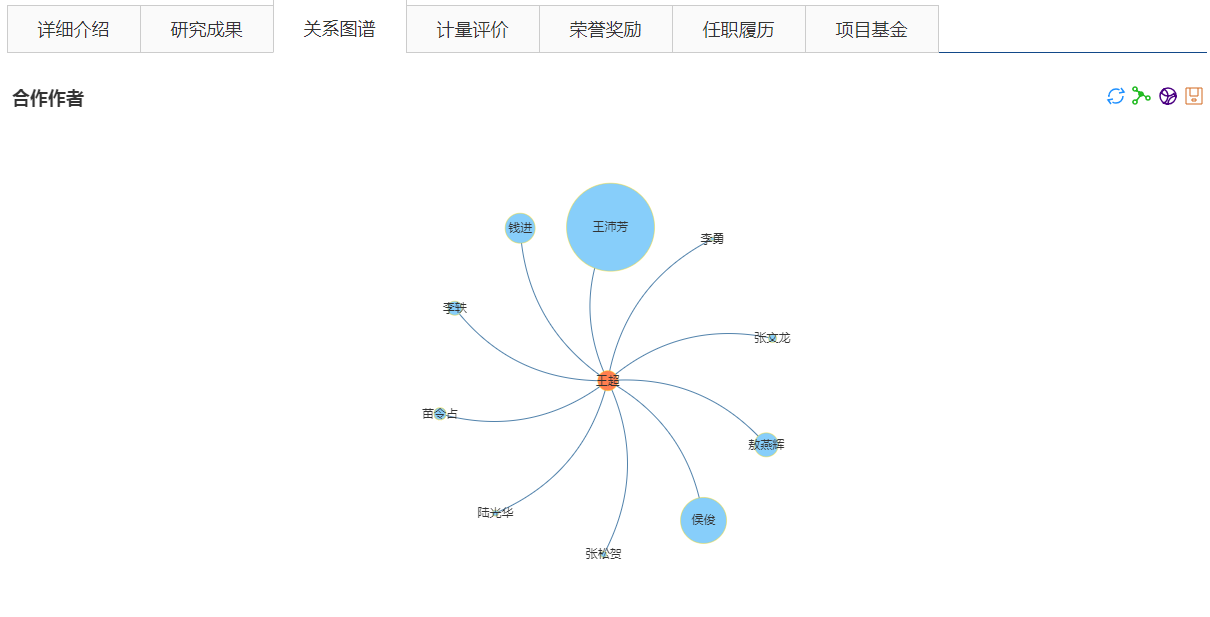 详细介绍
研究成果
关系图谱
计量评价
荣誉奖励
任职履历
项目基金
合作作者
钱进
王沛芳
李勇
李轶
张文龙
王超
苗令占
敖燕辉
陆光华
侯俊
张松贺